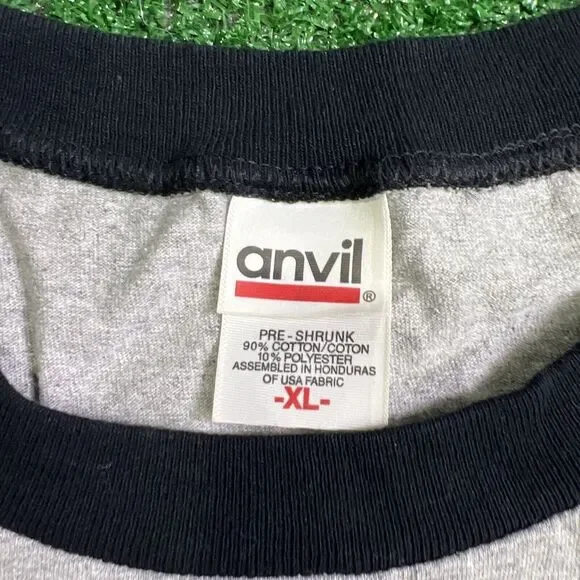 anvil
®
PRE-SHRUNK
90% COTTON/COTON
10% POLYESTER
ASSEMBLED IN HONDURAS
OF USA FABRIC
-XL-